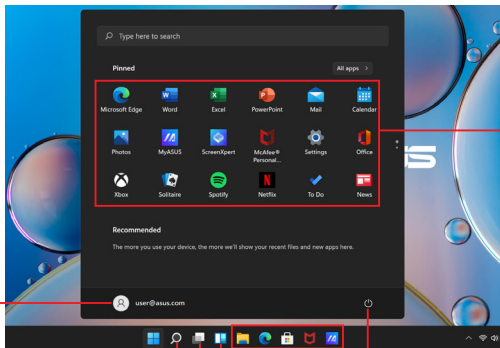 Type here to search
Pinned
All apps >
Microsoft Edge
Word
Excel
PowerPoint
Mail
Calendar
Photos
MyASUS
ScreenXpert
McAfee®
Personal...
Settings
Office
Xbox
Solitaire
Spotify
Netflix
To Do
News
Recommended
The more you use your device, the more we'll show your recent files and new apps here.
user@asus.com